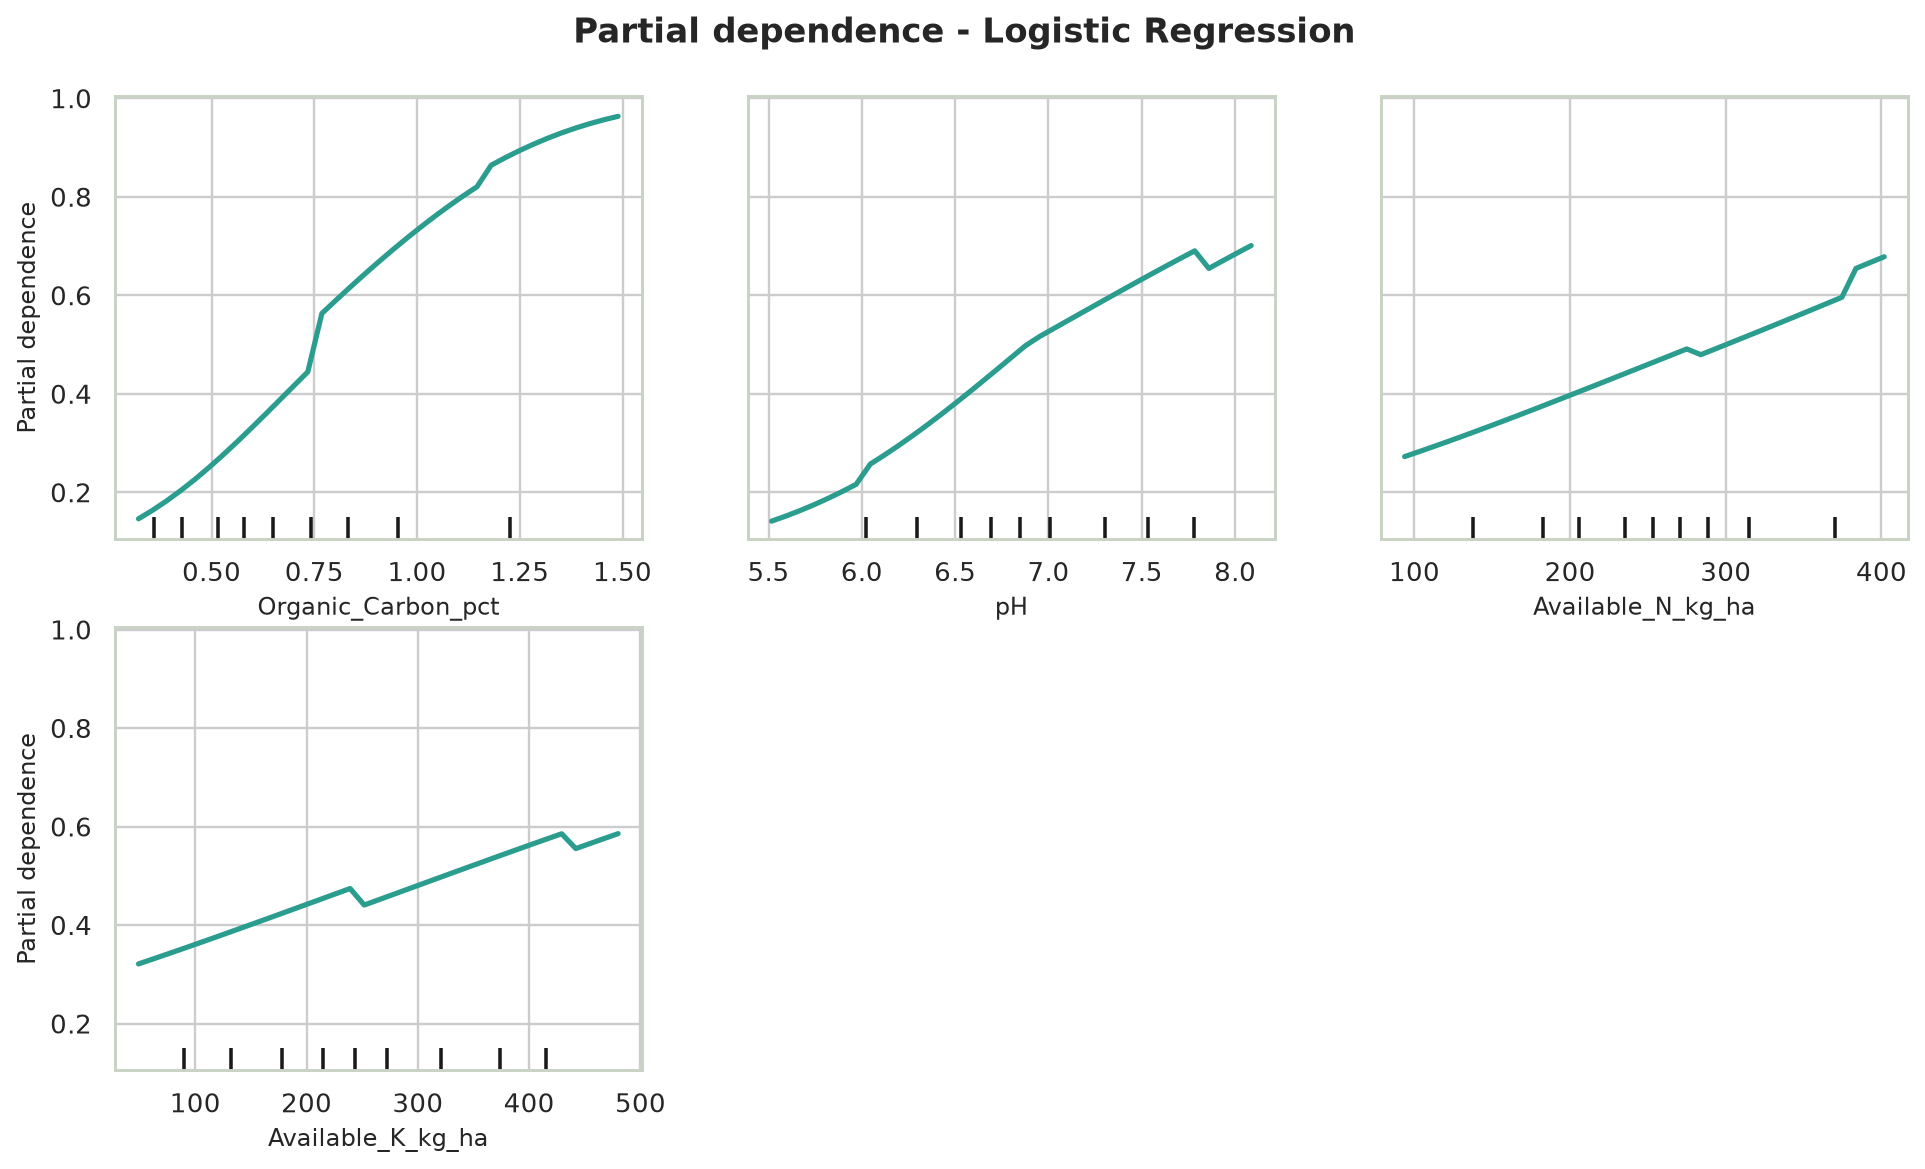 Partial dependence - Logistic Regression
Partial dependence
1.0
0.8
0.6
0.4
0.2
0.50 0.75 1.00 1.25 1.50
Organic_Carbon_pct
5.5 6.0 6.5 7.0 7.5 8.0
pH
100 200 300 400
Available_N_kg_ha
Partial dependence
1.0
0.8
0.6
0.4
0.2
100 200 300 400 500
Available_K_kg_ha